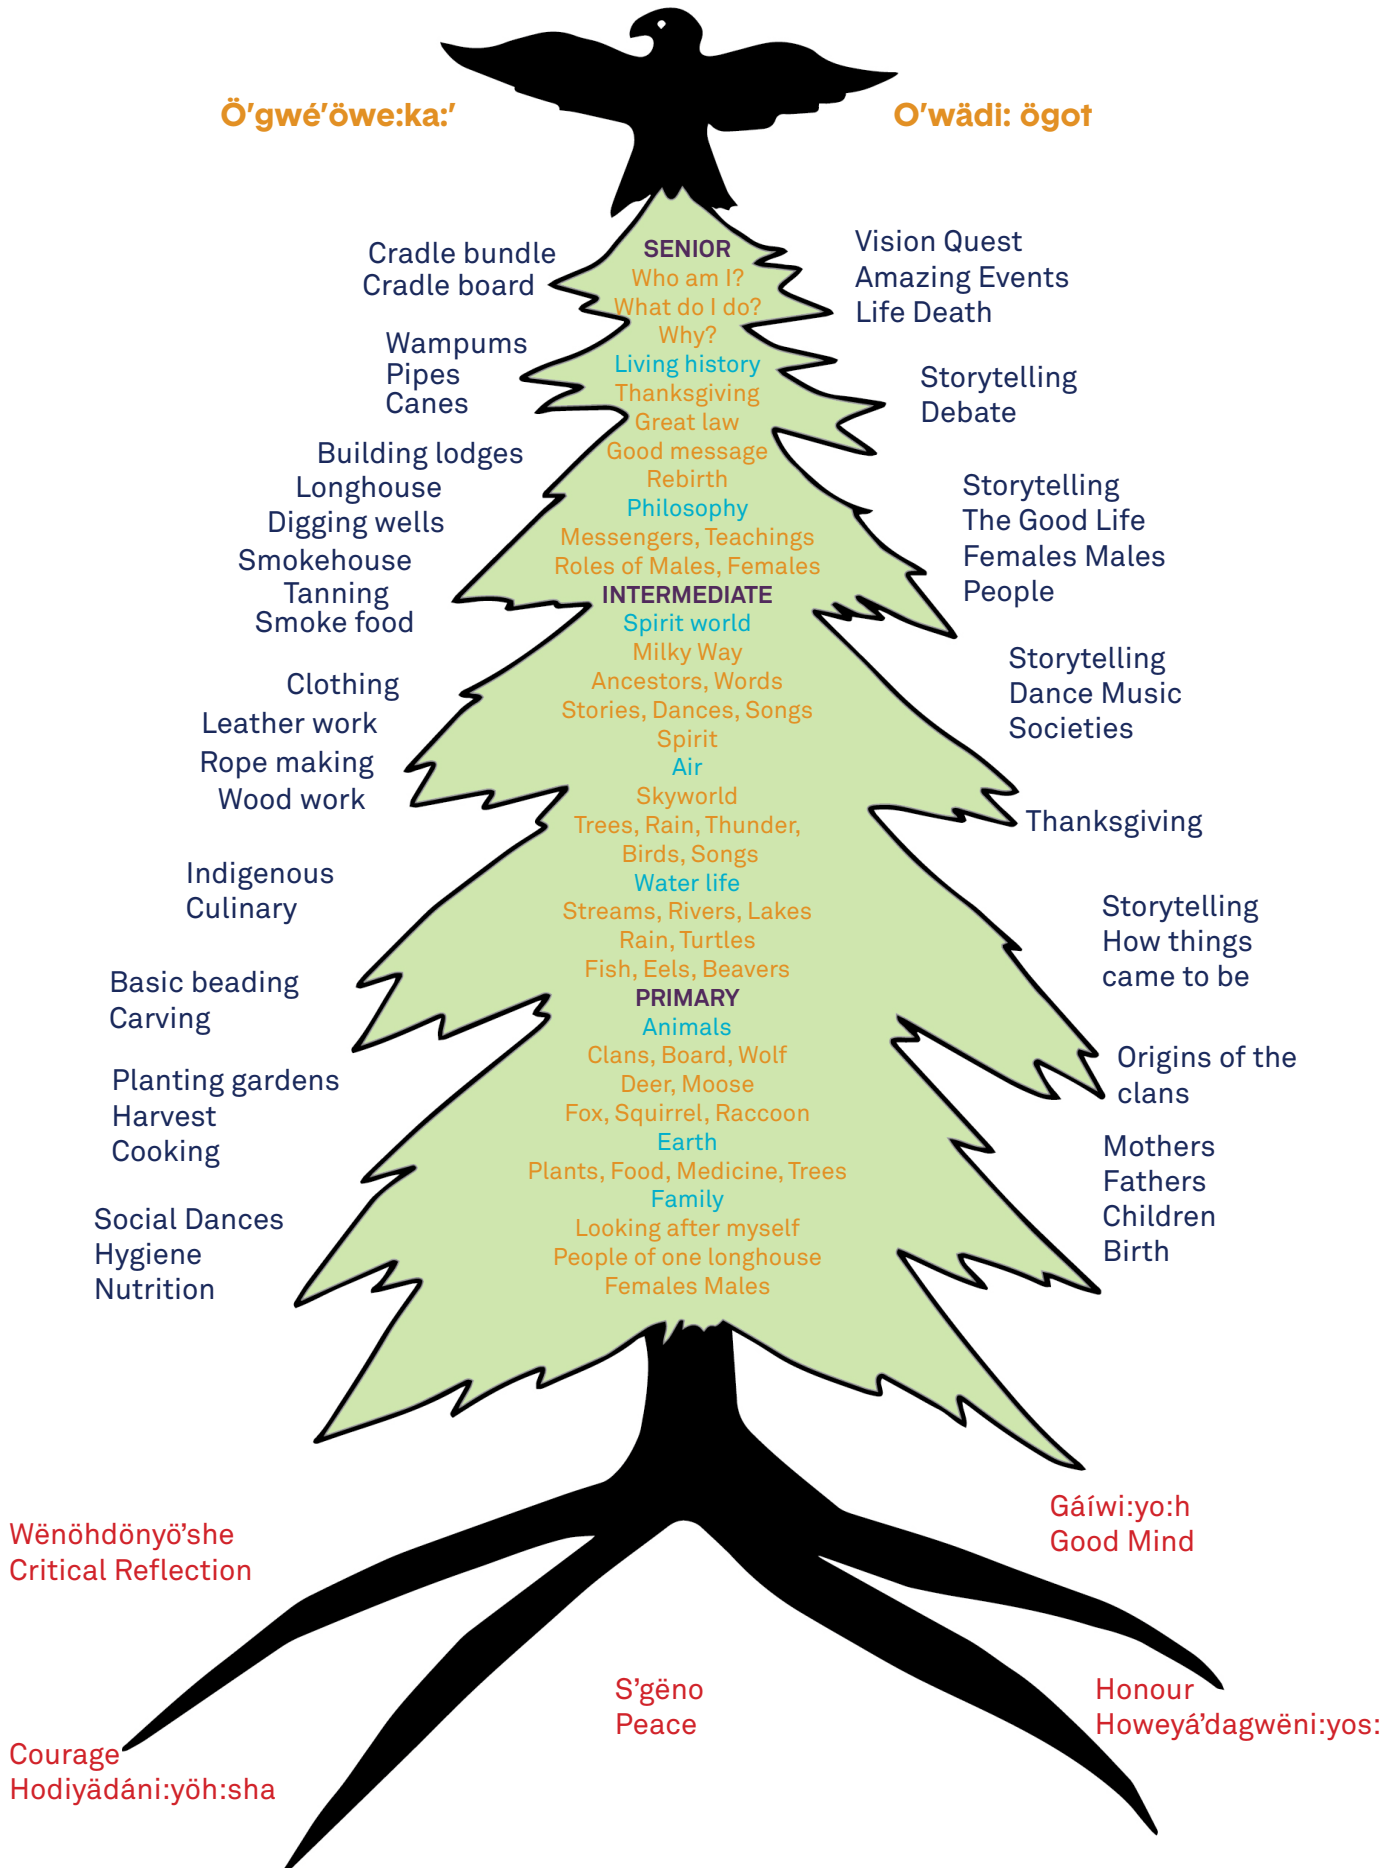 Ö'gwé'öwe:ka:'
O'wädi: ögot
Cradle bundle
Cradle board
Wampums
Pipes
Canes
Building lodges
Longhouse
Digging wells
Smokehouse
Tanning
Smoke food
Clothing
Leather work
Rope making
Wood work
Indigenous
Culinary
Basic beading
Carving
Planting gardens
Harvest
Cooking
Social Dances
Hygiene
Nutrition
SENIOR
Who am I?
What do I do?
Why?
Living history
Thanksgiving
Great law
Good message
Rebirth
Philosophy
Messengers, Teachings
Roles of Males, Females
INTERMEDIATE
Spirit world
Milky Way
Ancestors, Words
Stories, Dances, Songs
Spirit
Air
Skyworld
Trees, Rain, Thunder,
Birds, Songs
Water life
Streams, Rivers, Lakes
Rain, Turtles
Fish, Eels, Beavers
PRIMARY
Animals
Clans, Board, Wolf
Deer, Moose
Fox, Squirrel, Raccoon
Earth
Plants, Food, Medicine, Trees
Family
Looking after myself
People of one longhouse
Females Males
Vision Quest
Amazing Events
Life Death
Storytelling
Debate
Storytelling
The Good Life
Females Males
People
Storytelling
Dance Music
Societies
Thanksgiving
Storytelling
How things
came to be
Origins of the
clans
Mothers
Fathers
Children
Birth
Wënöhdönyö'she
Critical Reflection
Gáíwi:yo:h
Good Mind
Courage
Hodiyädáni:yöh:sha
S'gëno
Peace
Honour
Howeyá'dagwëni:yos: